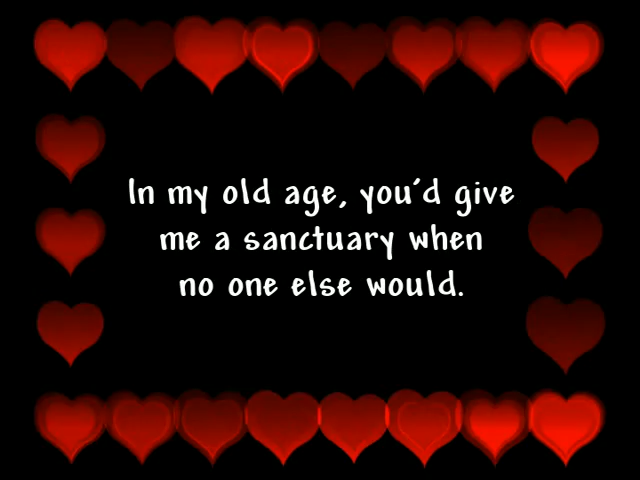 In my old age, you'd give
me a sanctuary when
no one else would.